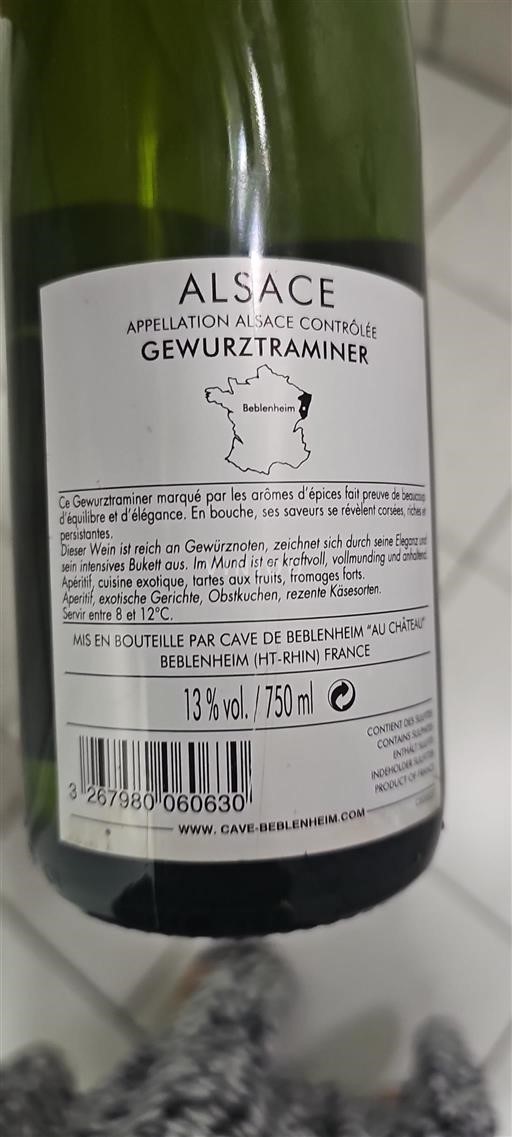 ALSACE
APPELLATION ALSACE CONTRÔLÉE
GEWURZTRAMINER
Beblenheim
Ce Gewurztraminer marqué par les arômes d'épices fait preuve de beaucoup
d'équilibre et d'élégance. En bouche, ses saveurs se révèlent corsées, riches et
persistantes.
Dieser Wein ist reich an Gewürznoten, zeichnet sich durch seine Eleganz und
sein intensives Bukett aus. Im Mund ist er kraftvoll, vollmundig und anhaltend.
Apéritif, cuisine exotique, tartes aux fruits, fromages forts.
Aperitif, exotische Gerichte, Obstkuchen, rezente Käsesorten.
Servir entre 8 et 12°C.
MIS EN BOUTEILLE PAR CAVE DE BEBLENHEIM "AU CHÂTEAU"
BEBLENHEIM (HT-RHIN) FRANCE
13 % vol. / 750 ml
CONTIENT DES SULFITES
CONTAINS SULPHITES
ENTHÄLT SULFITE
INDEHOLDER SULFITTER
PRODUCT OF FRANCE
3 267980 060630
WWW. CAVE-BEBLENHEIM.COM